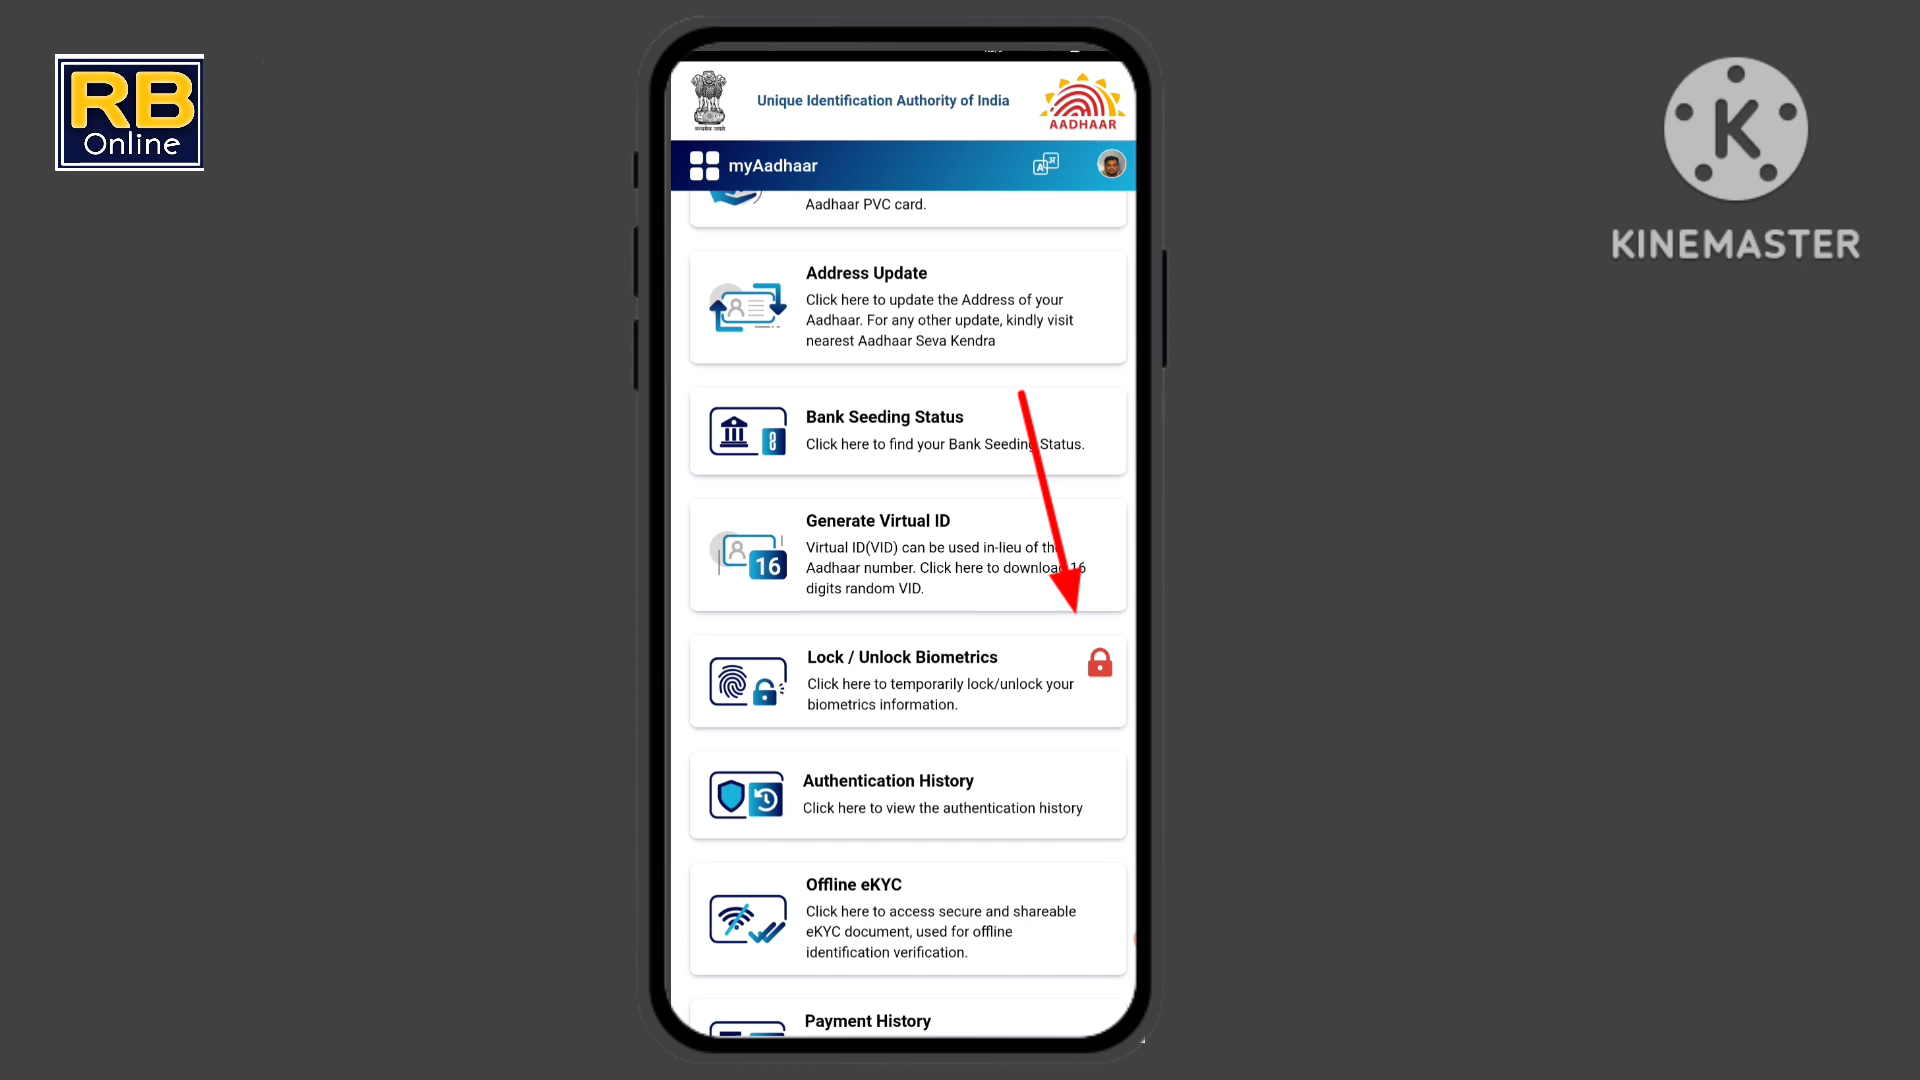 RB
Online
Unique Identification Authority of India
AADHAAR
myAadhaar
Aadhaar PVC card.
Address Update
Click here to update the Address of your
Aadhaar. For any other update, kindly visit
nearest Aadhaar Seva Kendra
Bank Seeding Status
Click here to find your Bank Seeding Status.
Generate Virtual ID
Virtual ID(VID) can be used in-lieu of the
Aadhaar number. Click here to download 16
digits random VID.
16
Lock / Unlock Biometrics
Click here to temporarily lock/unlock your
biometrics information.
Authentication History
Click here to view the authentication history
Offline eKYC
Click here to access secure and shareable
eKYC document, used for offline
identification verification.
Payment History
K
KINEMASTER